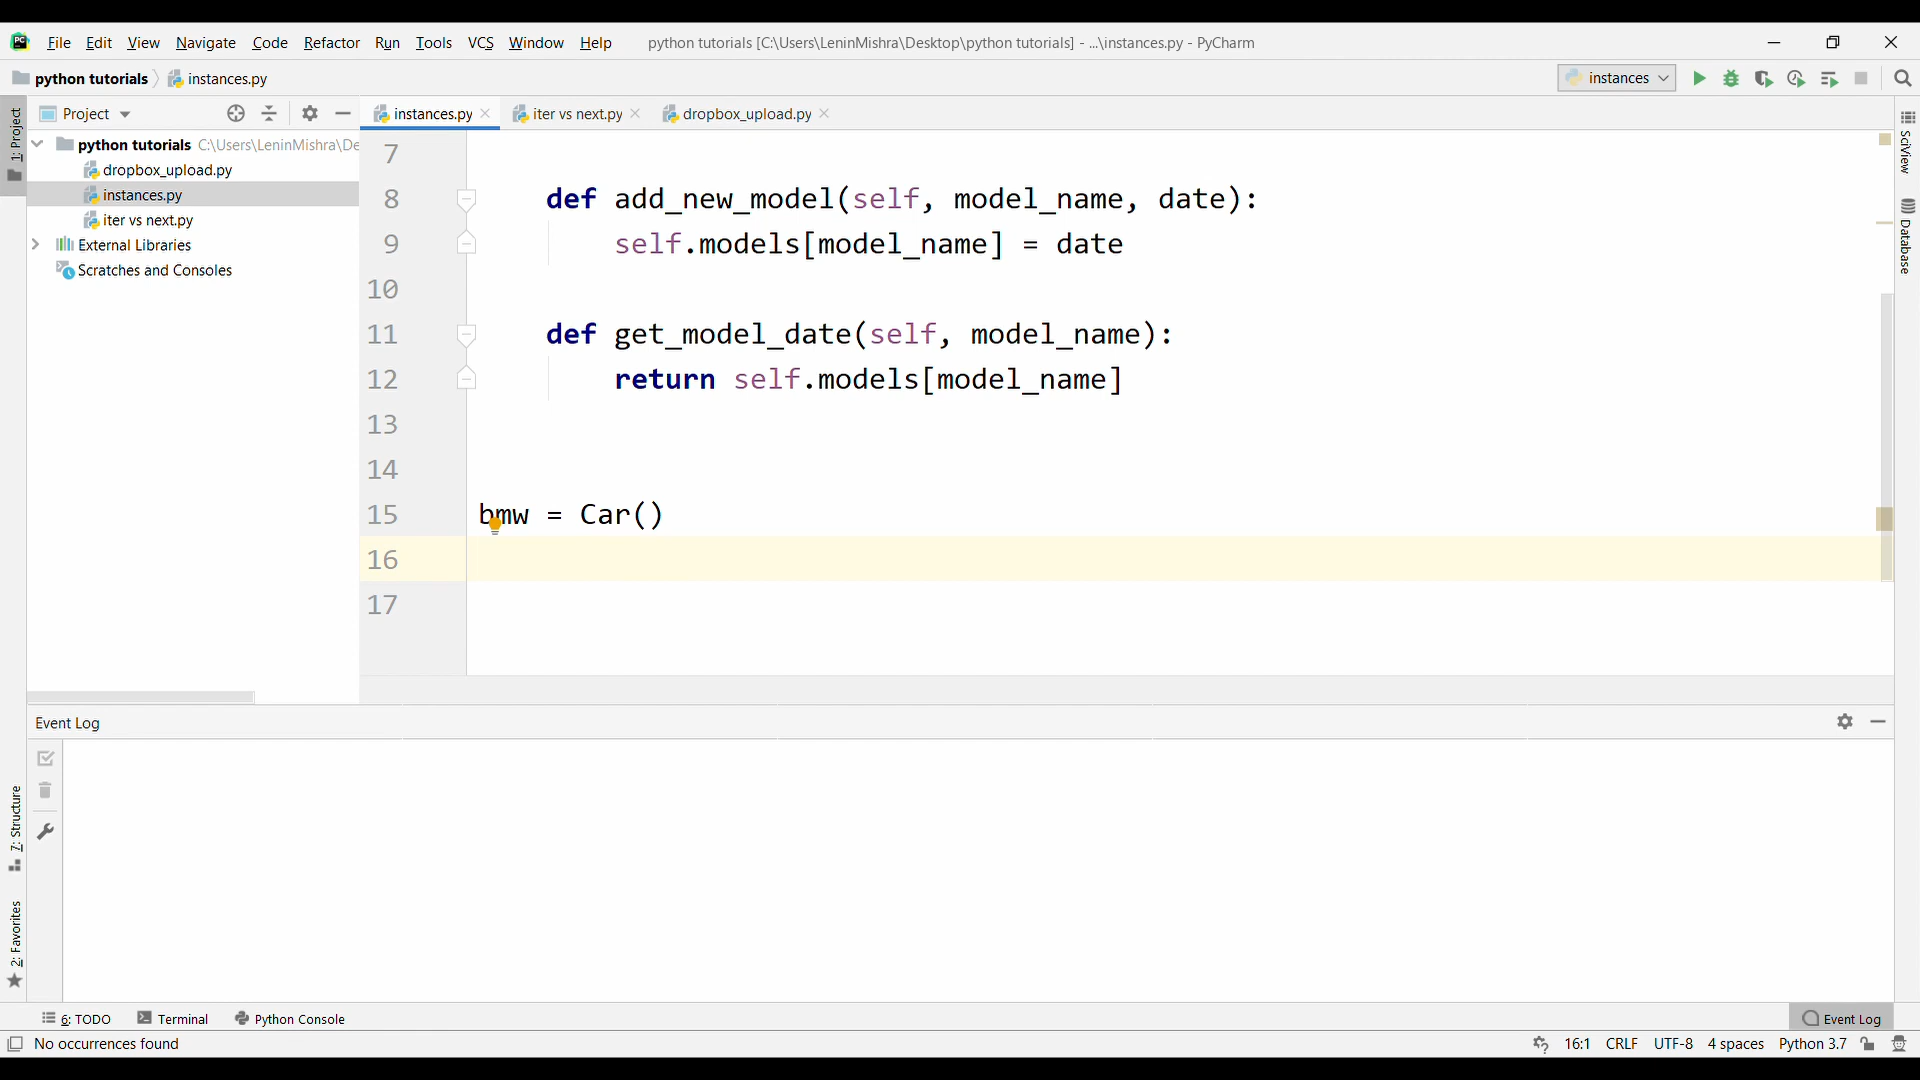 PC File Edit View Navigate Code Refactor Run Tools VCS Window Help python tutorials [C:\Users\LeninMishra\Desktop\python tutorials] - ...\instances.py - PyCharm
python tutorials instances.py instances
1: Project
Project
instances.py iter vs next.py dropbox_upload.py
python tutorials C:\Users\LeninMishra\De
dropbox_upload.py
instances.py
iter vs next.py
External Libraries
Scratches and Consoles
7
8 def add_new_model(self, model_name, date):
9 self.models[model_name] = date
10
11 def get_model_date(self, model_name):
12 return self.models[model_name]
13
14
15 bmw = Car()
16
17
SciView
Database
Event Log
7: Structure
2: Favorites
6: TODO Terminal Python Console Event Log
No occurrences found 16:1 CRLF UTF-8 4 spaces Python 3.7